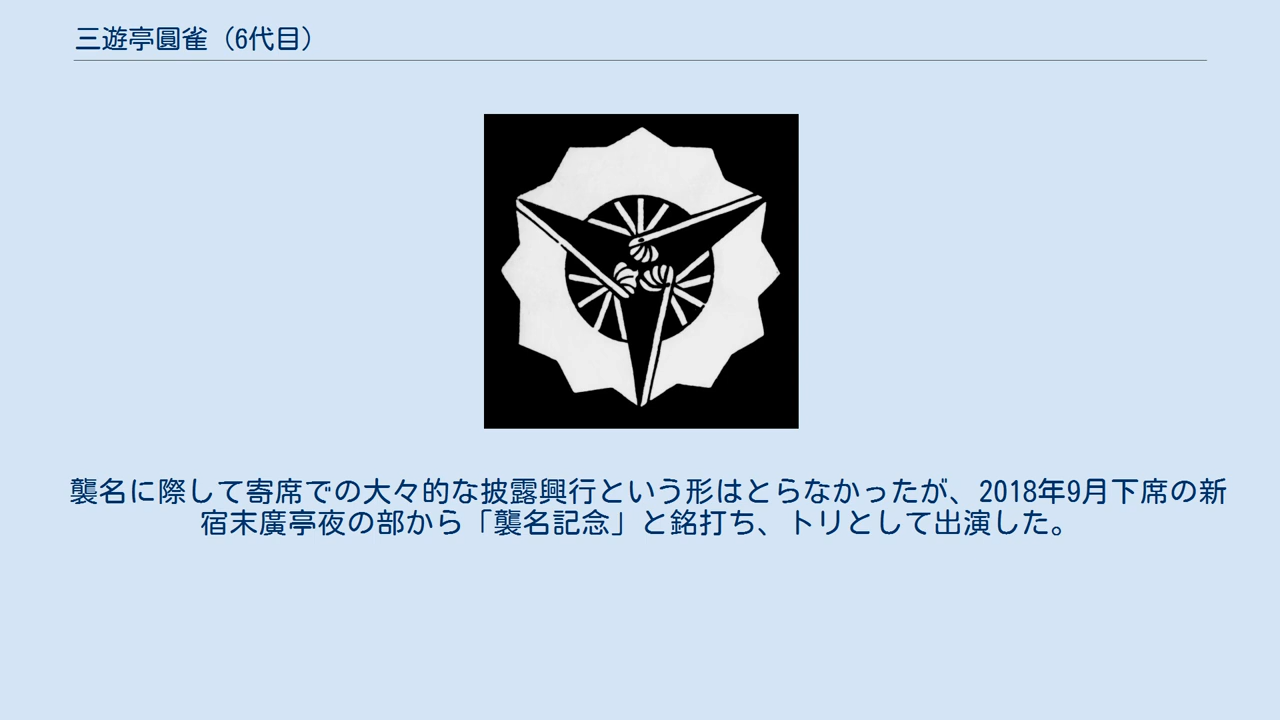 三遊亭圓雀（6代目）
襲名に際して寄席での大々的な披露興行という形はとらなかったが、2018年9月下席の新
宿末廣亭夜の部から「襲名記念」と銘打ち、トリとして出演した。